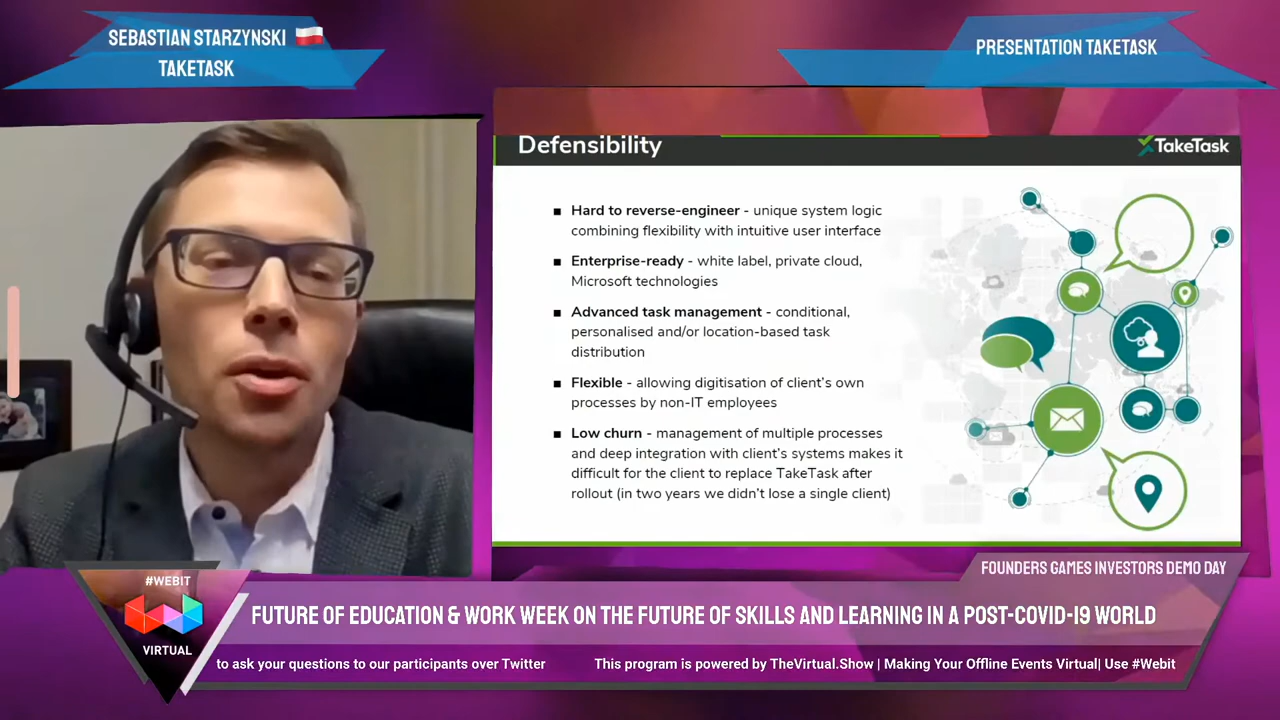 SEBASTIAN STARZYNSKI
TAKETASK
PRESENTATION TAKETASK
Defensibility
TakeTask
Hard to reverse-engineer - unique system logic
combining flexibility with intuitive user interface
Enterprise-ready - white label, private cloud,
Microsoft technologies
Advanced task management - conditional,
personalised and/or location-based task
distribution
Flexible - allowing digitisation of client's own
processes by non-IT employees
Low churn - management of multiple processes
and deep integration with client's systems makes it
difficult for the client to replace TakeTask after
rollout (in two years we didn't lose a single client)
FOUNDERS GAMES INVESTORS DEMO DAY
#WEBIT
VIRTUAL
FUTURE OF EDUCATION & WORK WEEK ON THE FUTURE OF SKILLS AND LEARNING IN A POST-COVID-19 WORLD
to ask your questions to our participants over Twitter
This program is powered by TheVirtual.Show | Making Your Offline Events Virtual| Use #Webit